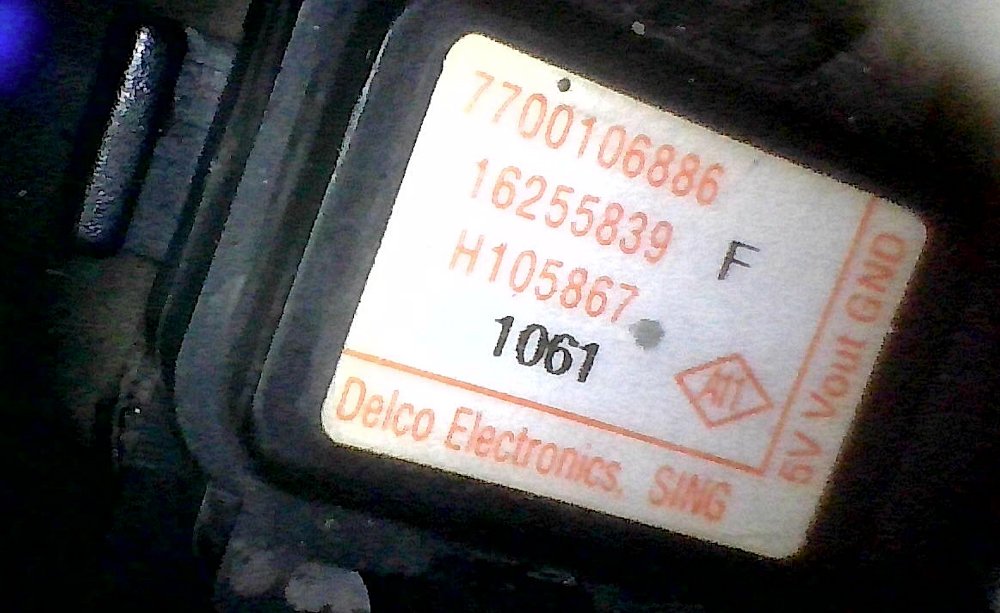 7700106886
16255839
F
H105867
1061
Delco Electronics, SING
5V Vout GND